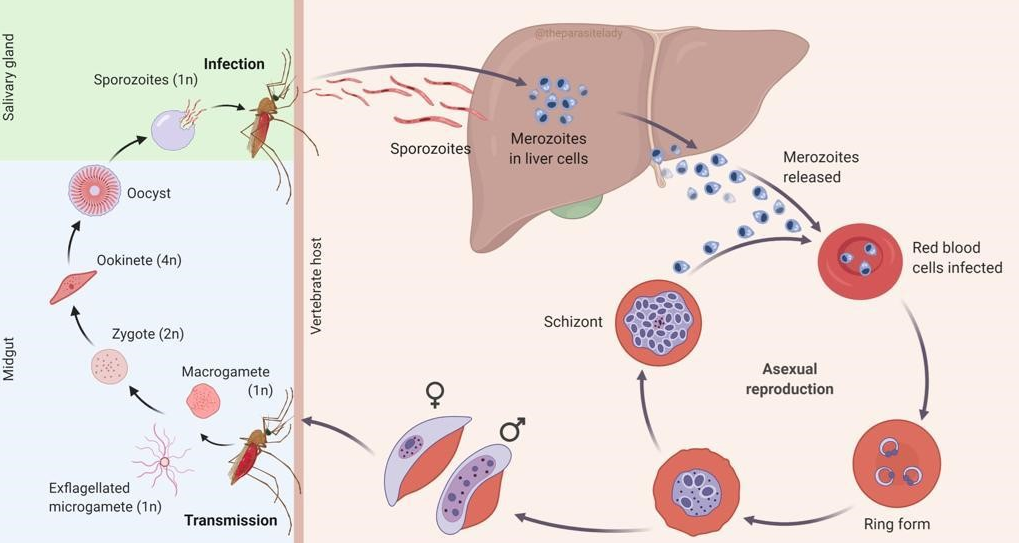 @theparasitelady
Salivary gland
Infection
Sporozoites (1n)
Oocyst
Ookinete (4n)
Midgut
Zygote (2n)
Macrogamete
(1n)
Exflagellated
microgamete (1n)
Transmission
Vertebrate host
Sporozoites
Merozoites
in liver cells
Merozoites
released
Red blood
cells infected
Schizont
Asexual
reproduction
Ring form
♀
♂